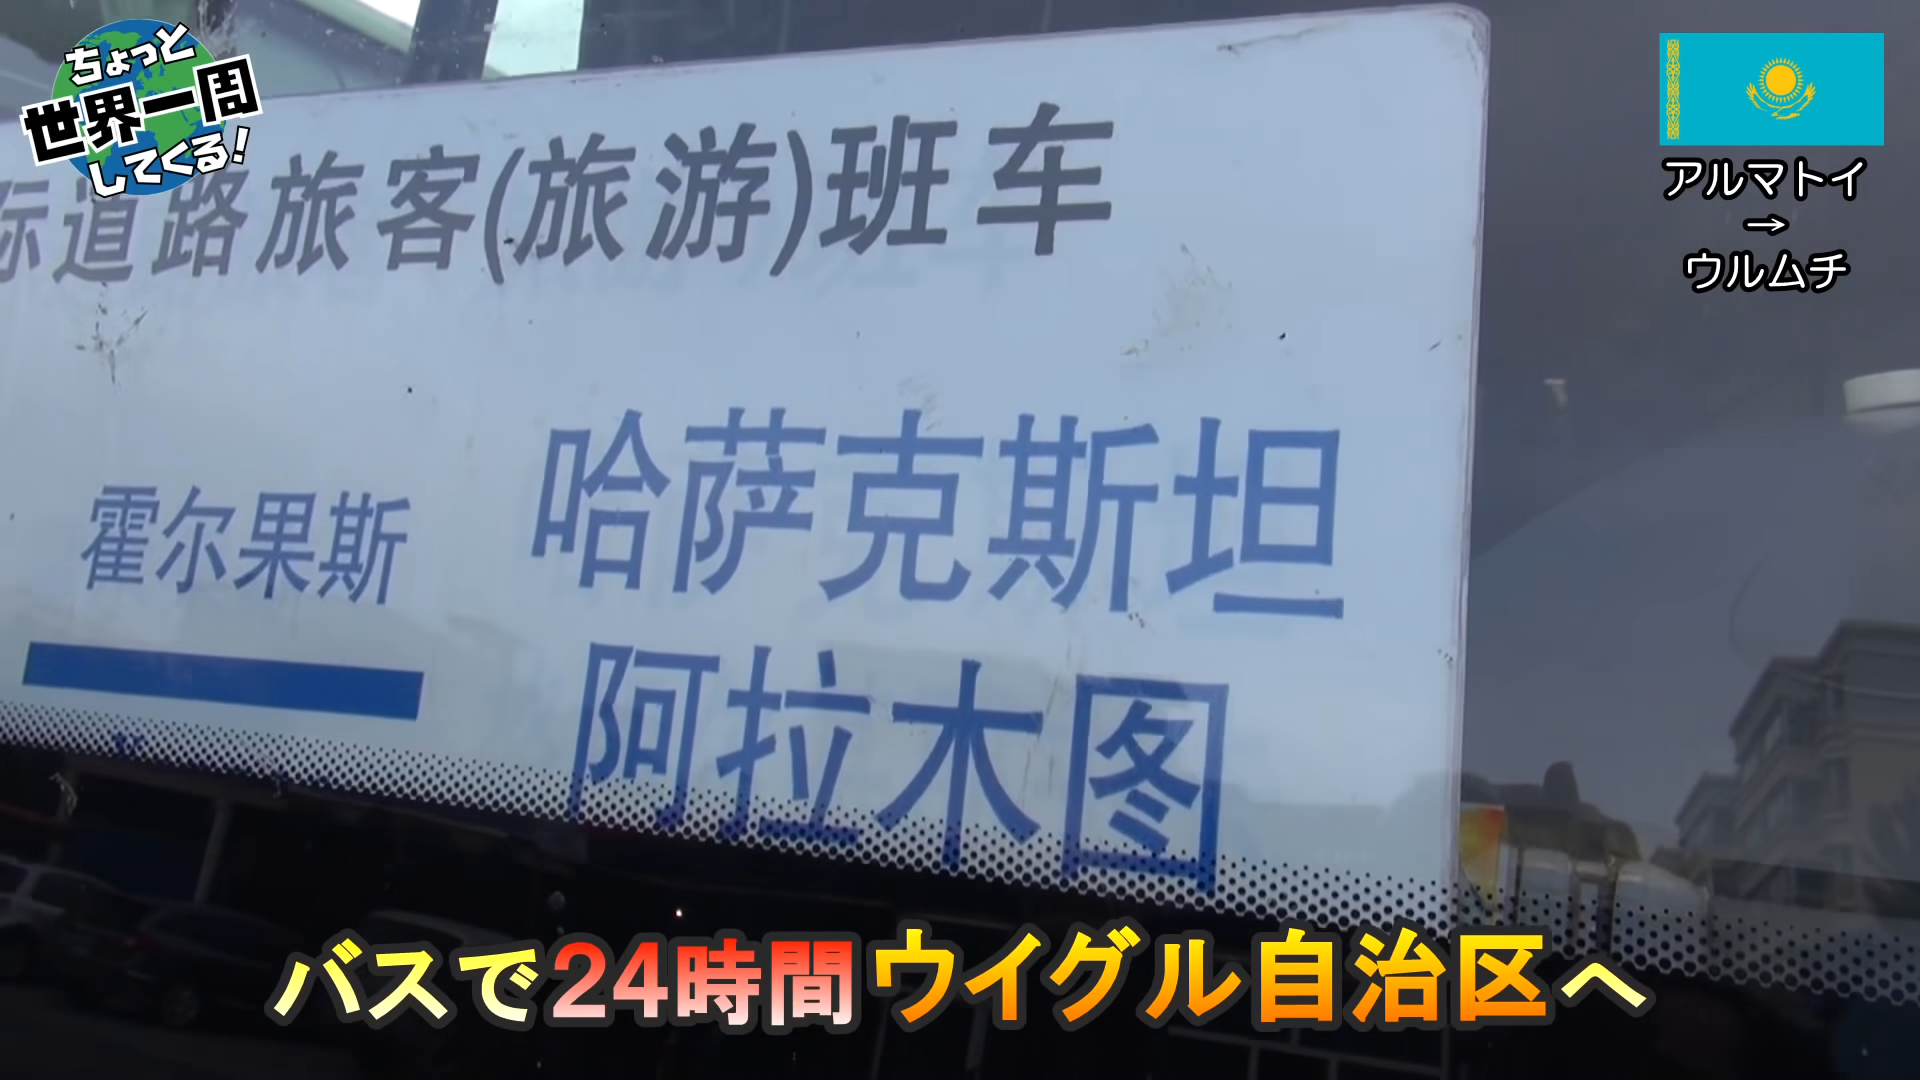 ちょっと
世界一周
してくる!
アルマトイ
→
ウルムチ
际道路旅客(旅游)班车
霍尔果斯
哈萨克斯坦
阿拉木图
バスで24時間ウイグル自治区へ